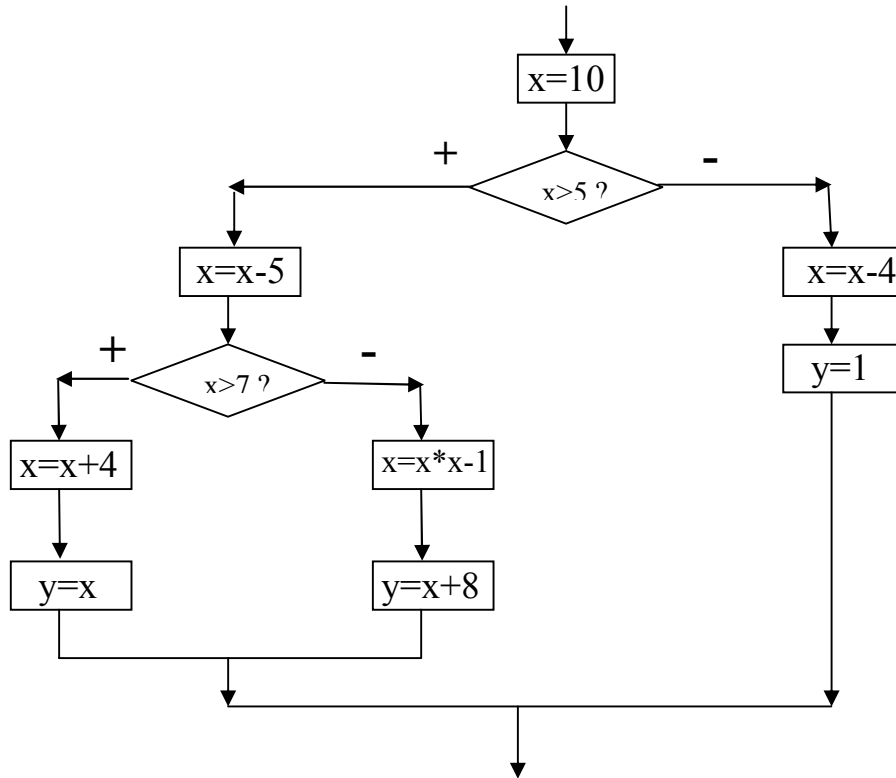 x=10
+
-
x>5 ?
x=x-5
x=x-4
+
-
x>7 ?
y=1
x=x+4
x=x*x-1
y=x
y=x+8